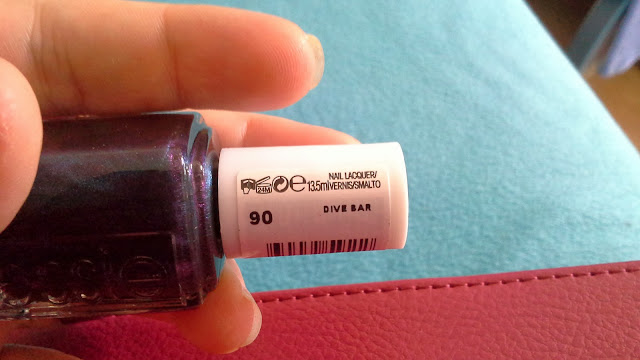 24M e 13.5ml NAIL LACQUER/
VERNIS/SMALTO
90 DIVE BAR
essie